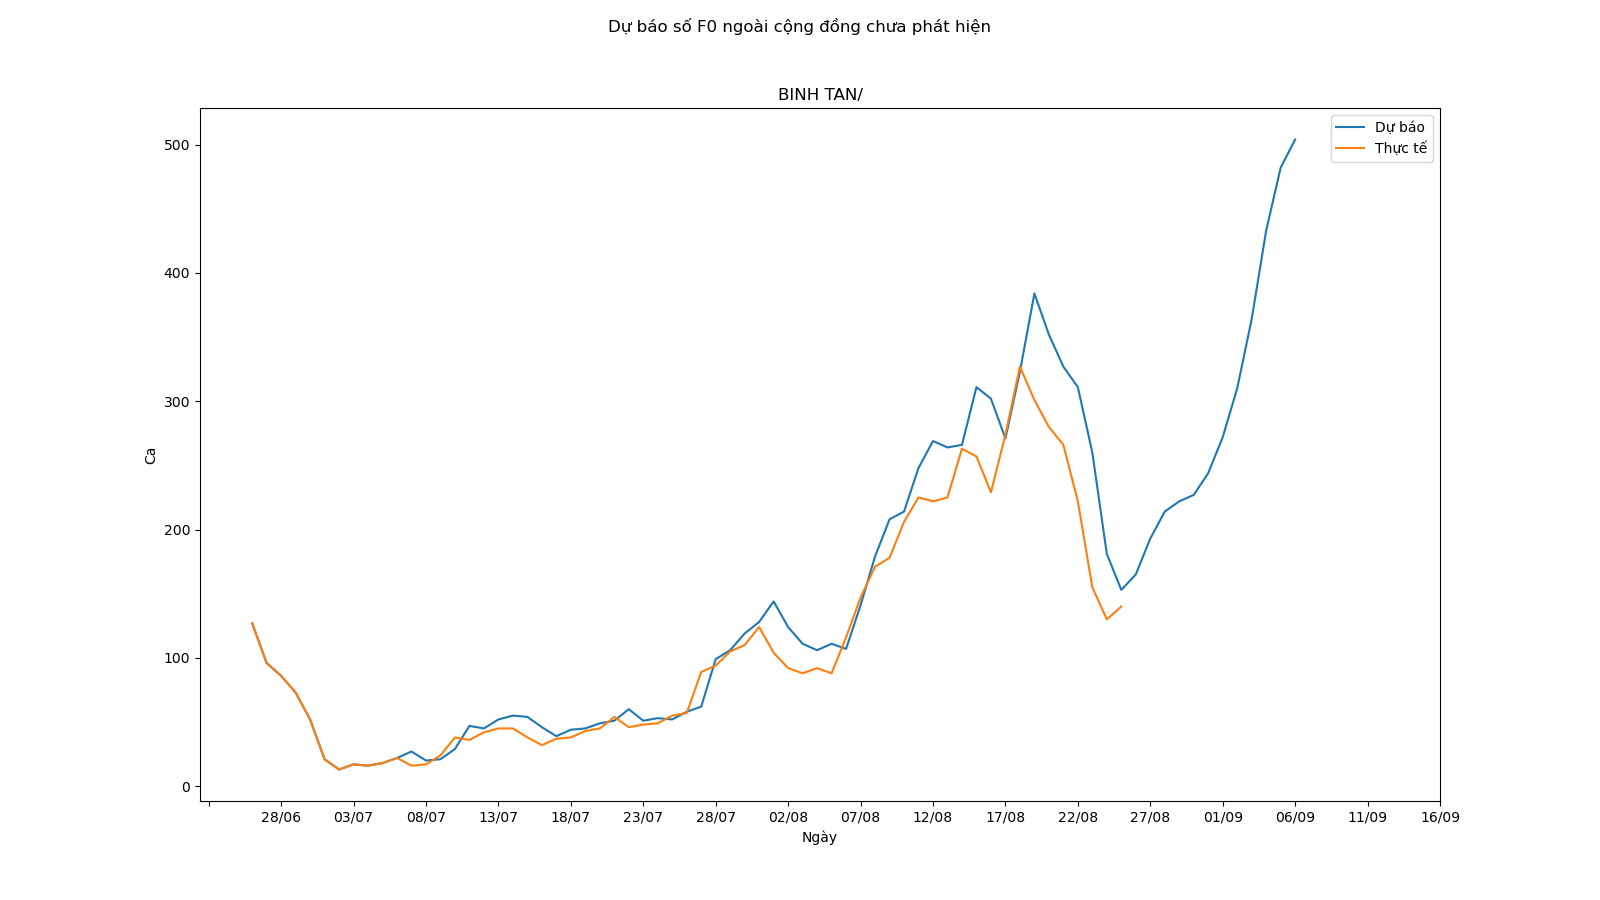 Dự báo số F0 ngoài cộng đồng chưa phát hiện
BINH TAN/
Dự báo
Thực tế
500
400
300
200
100
0
Ca
28/06 03/07 08/07 13/07 18/07 23/07 28/07 02/08 07/08 12/08 17/08 22/08 27/08 01/09 06/09 11/09 16/09
Ngày